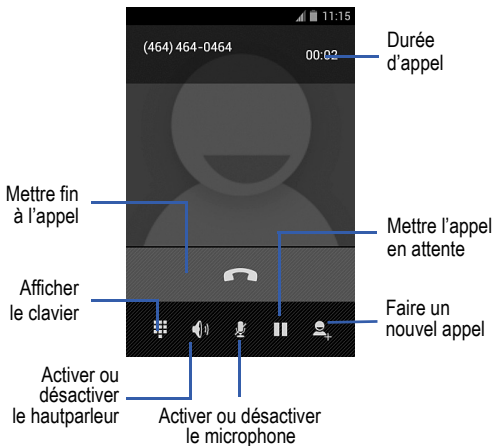 11:15
(464) 464-0464
00:02
Durée
d’appel
Mettre fin
à l’appel
Mettre l’appel
en attente
Afficher
le clavier
Faire un
nouvel appel
Activer ou
désactiver
le hautparleur
Activer ou désactiver
le microphone